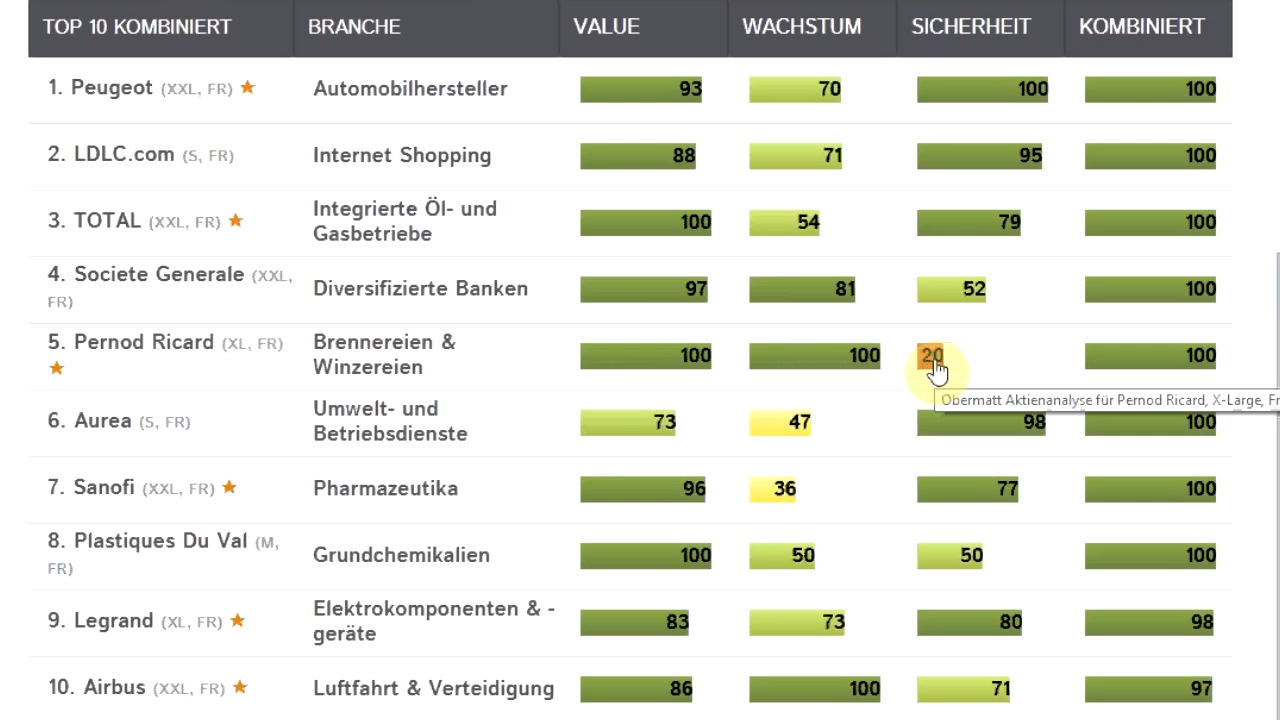 TOP 10 KOMBINIERT BRANCHE VALUE WACHSTUM SICHERHEIT KOMBINIERT
1. Peugeot (XXL, FR) ★ Automobilhersteller 93 70 100 100
2. LDLC.com (S, FR) Internet Shopping 88 71 95 100
3. TOTAL (XXL, FR) ★ Integrierte Öl- und
Gasbetriebe 100 54 79 100
4. Societe Generale (XXL,
FR) Diversifizierte Banken 97 81 52 100
5. Pernod Ricard (XL, FR)
★ Brennereien &
Winzereien 100 100 20 100
Obermatt Aktienanalyse für Pernod Ricard, X-Large, Fr
6. Aurea (S, FR) Umwelt- und
Betriebsdienste 73 47 98 100
7. Sanofi (XXL, FR) ★ Pharmazeutika 96 36 77 100
8. Plastiques Du Val (M,
FR) Grundchemikalien 100 50 50 100
9. Legrand (XL, FR) ★ Elektrokomponenten & -
geräte 83 73 80 98
10. Airbus (XXL, FR) ★ Luftfahrt & Verteidigung 86 100 71 97